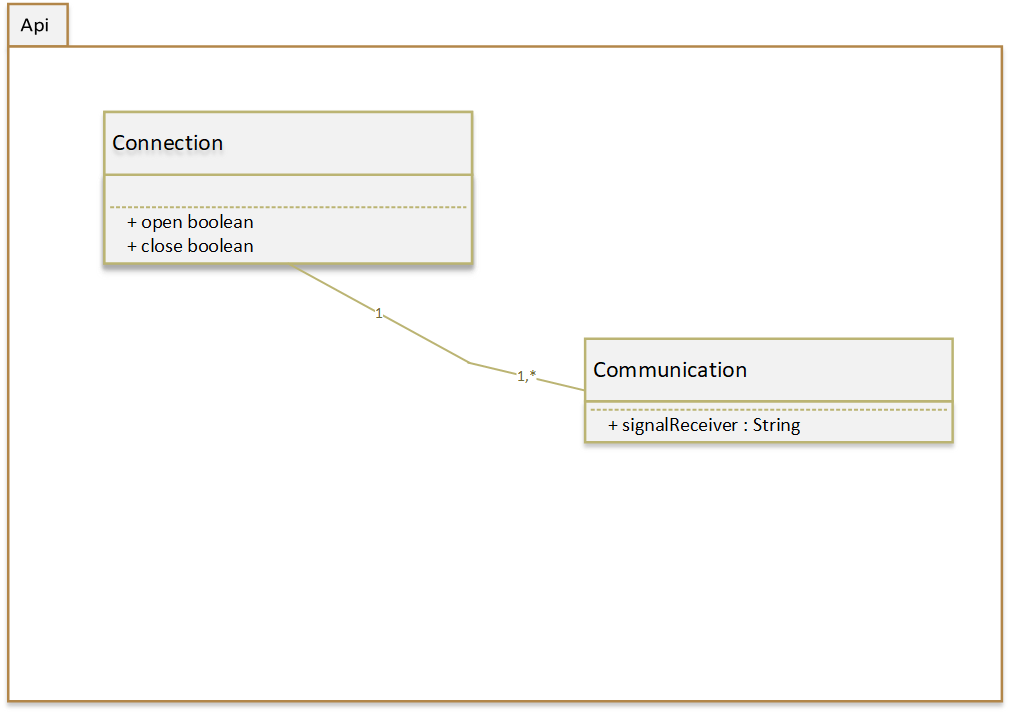 Api
Connection
+ open boolean
+ close boolean
1
1,*
Communication
+ signalReceiver : String